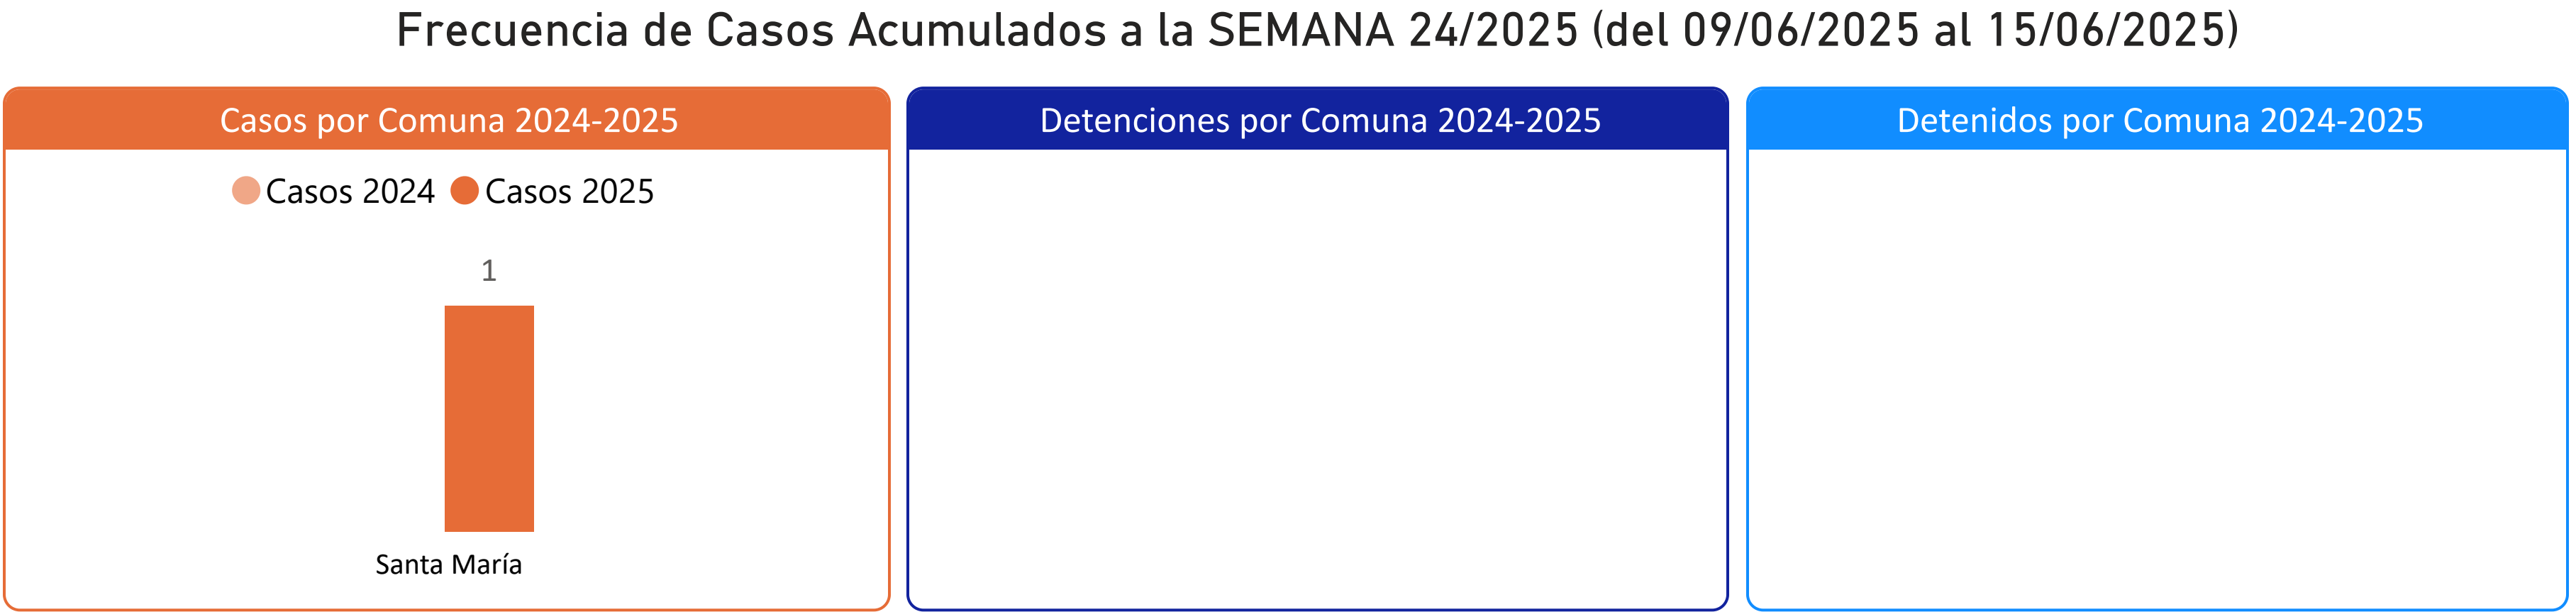 Frecuencia de Casos Acumulados a la SEMANA 24/2025 (del 09/06/2025 al 15/06/2025)
Casos por Comuna 2024-2025
Casos 2024 Casos 2025
1
Santa María
Detenciones por Comuna 2024-2025
Detenidos por Comuna 2024-2025